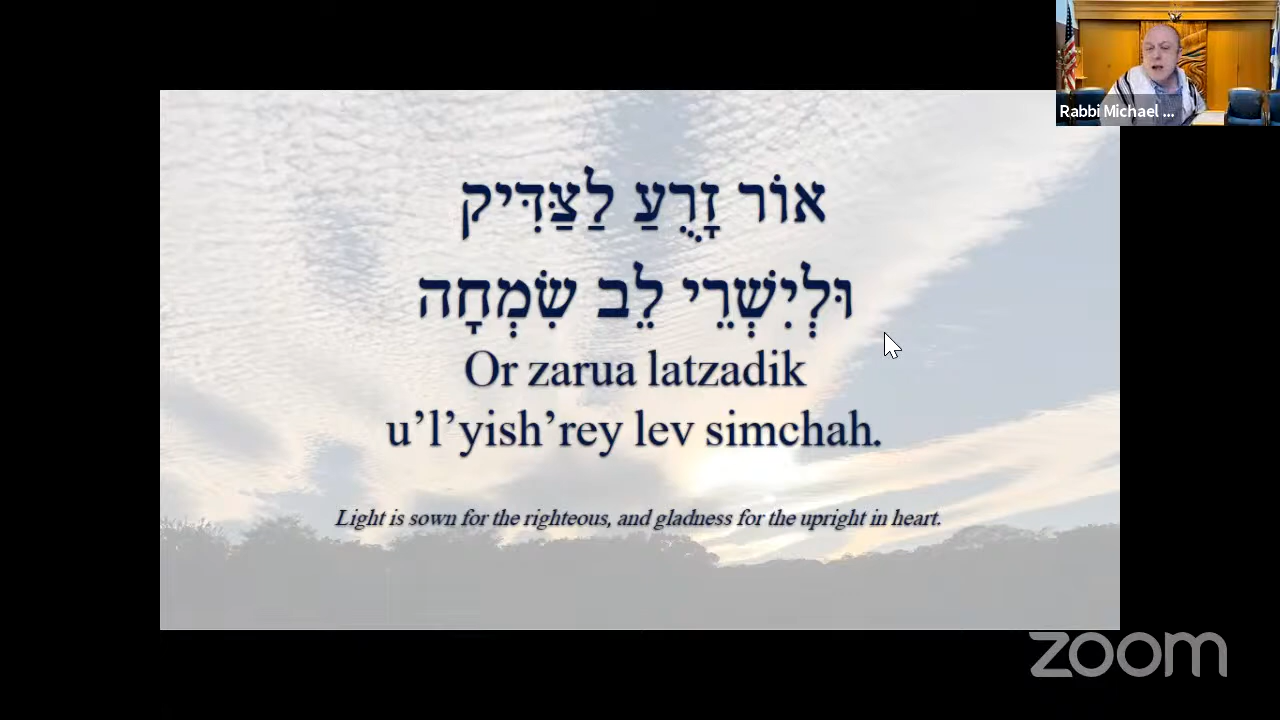 Rabbi Michael ...
אוֹר זָרֻעַ לַצַּדִּיק
וּלְיִשְׁרֵי לֵב שִׂמְחָה
Or zarua latzadik
u’l’yish’rey lev simchah.
Light is sown for the righteous, and gladness for the upright in heart.
zoom